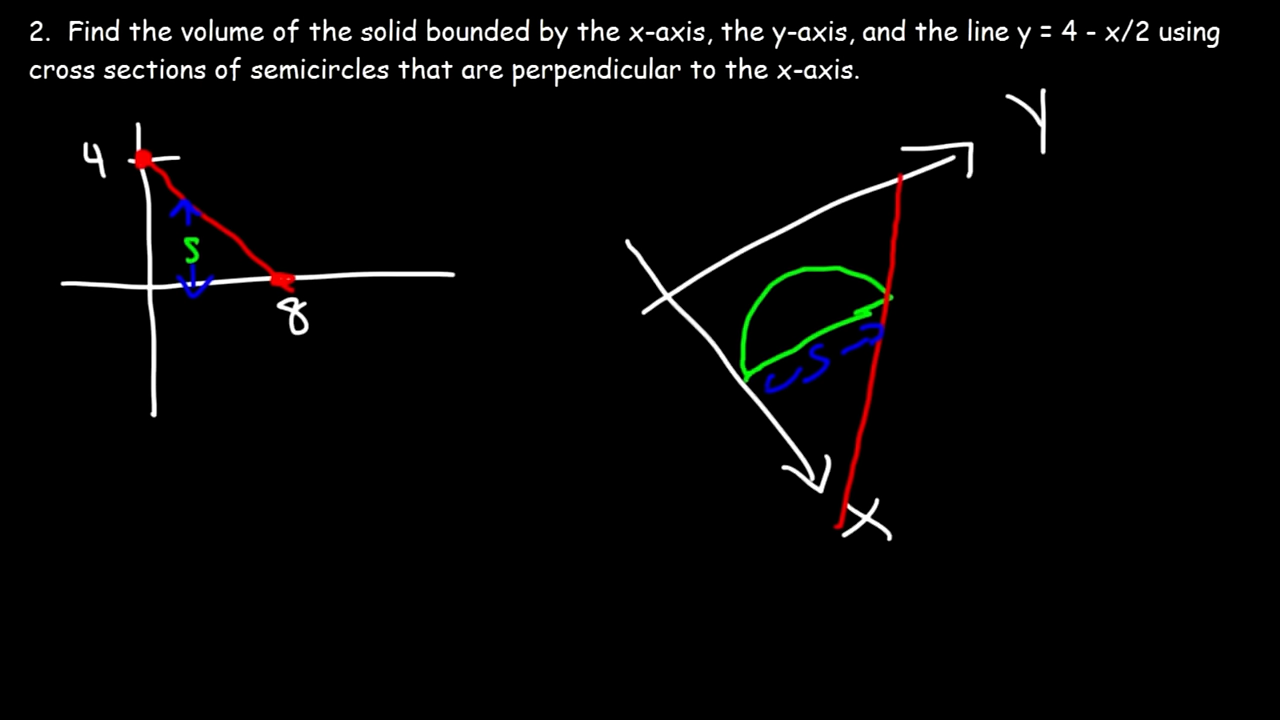 2. Find the volume of the solid bounded by the x-axis, the y-axis, and the line y = 4 - x/2 using
cross sections of semicircles that are perpendicular to the x-axis.
Y
4
S
8
S
X